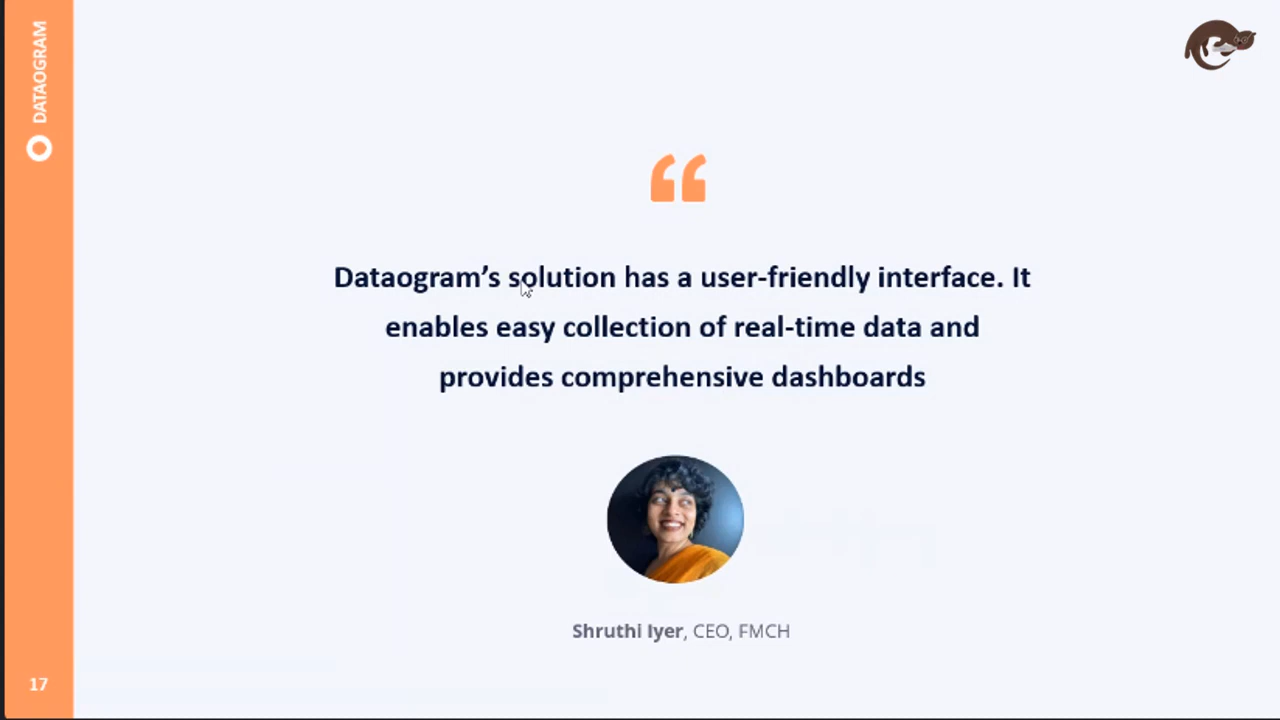 DATAOGRAM
“
Dataogram’s solution has a user-friendly interface. It
enables easy collection of real-time data and
provides comprehensive dashboards
Shruthi Iyer, CEO, FMCH
17